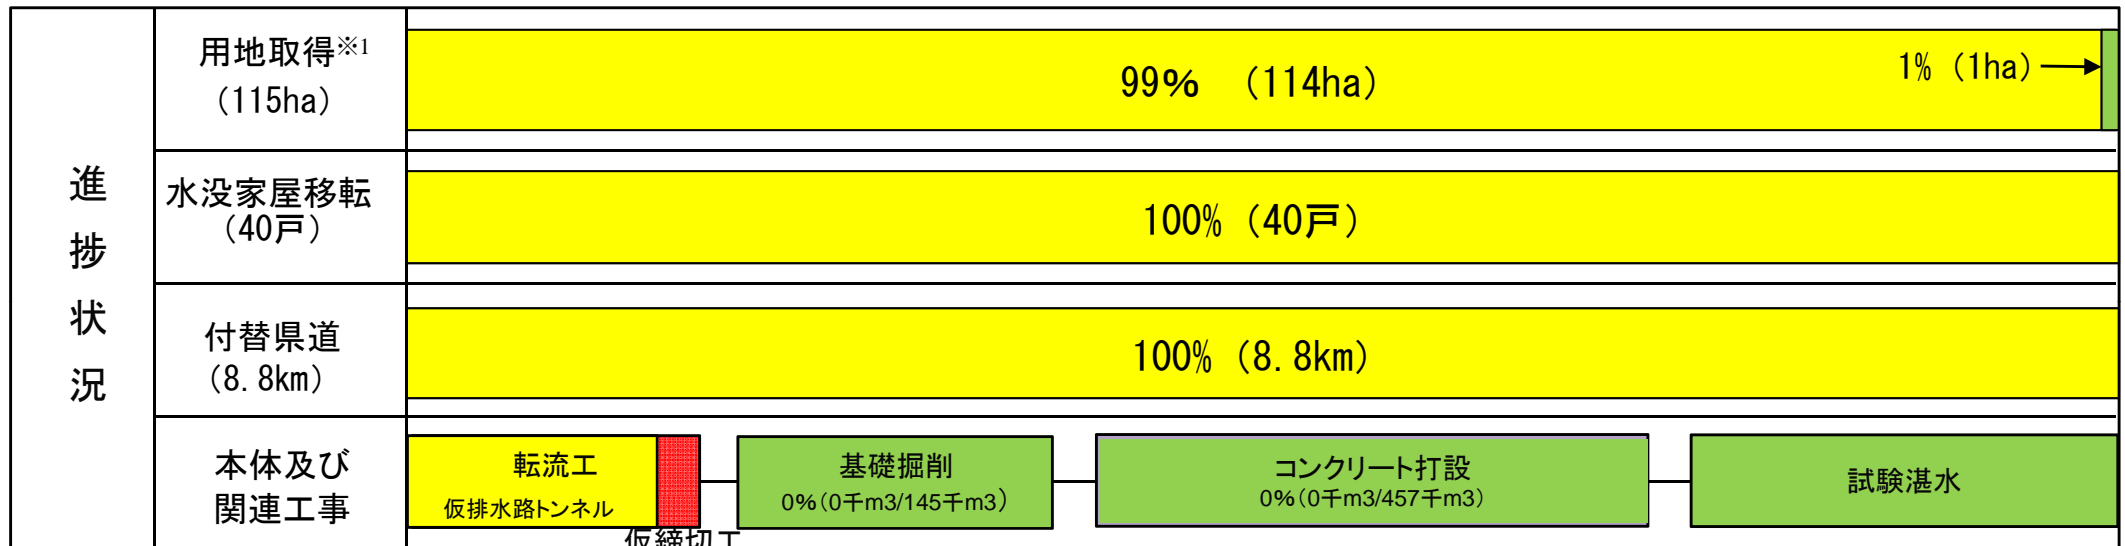 進捗状況
用地取得※1
（115ha）
99％ （114ha）
1%（1ha）
水没家屋移転
（40戸）
100%（40戸）
付替県道
（8.8km）
100%（8.8km）
本体及び
関連工事
転流工
仮排水路トンネル
仮締切工
基礎掘削
0%（0千m3/145千m3）
コンクリート打設
0%（0千m3/457千m3）
試験湛水